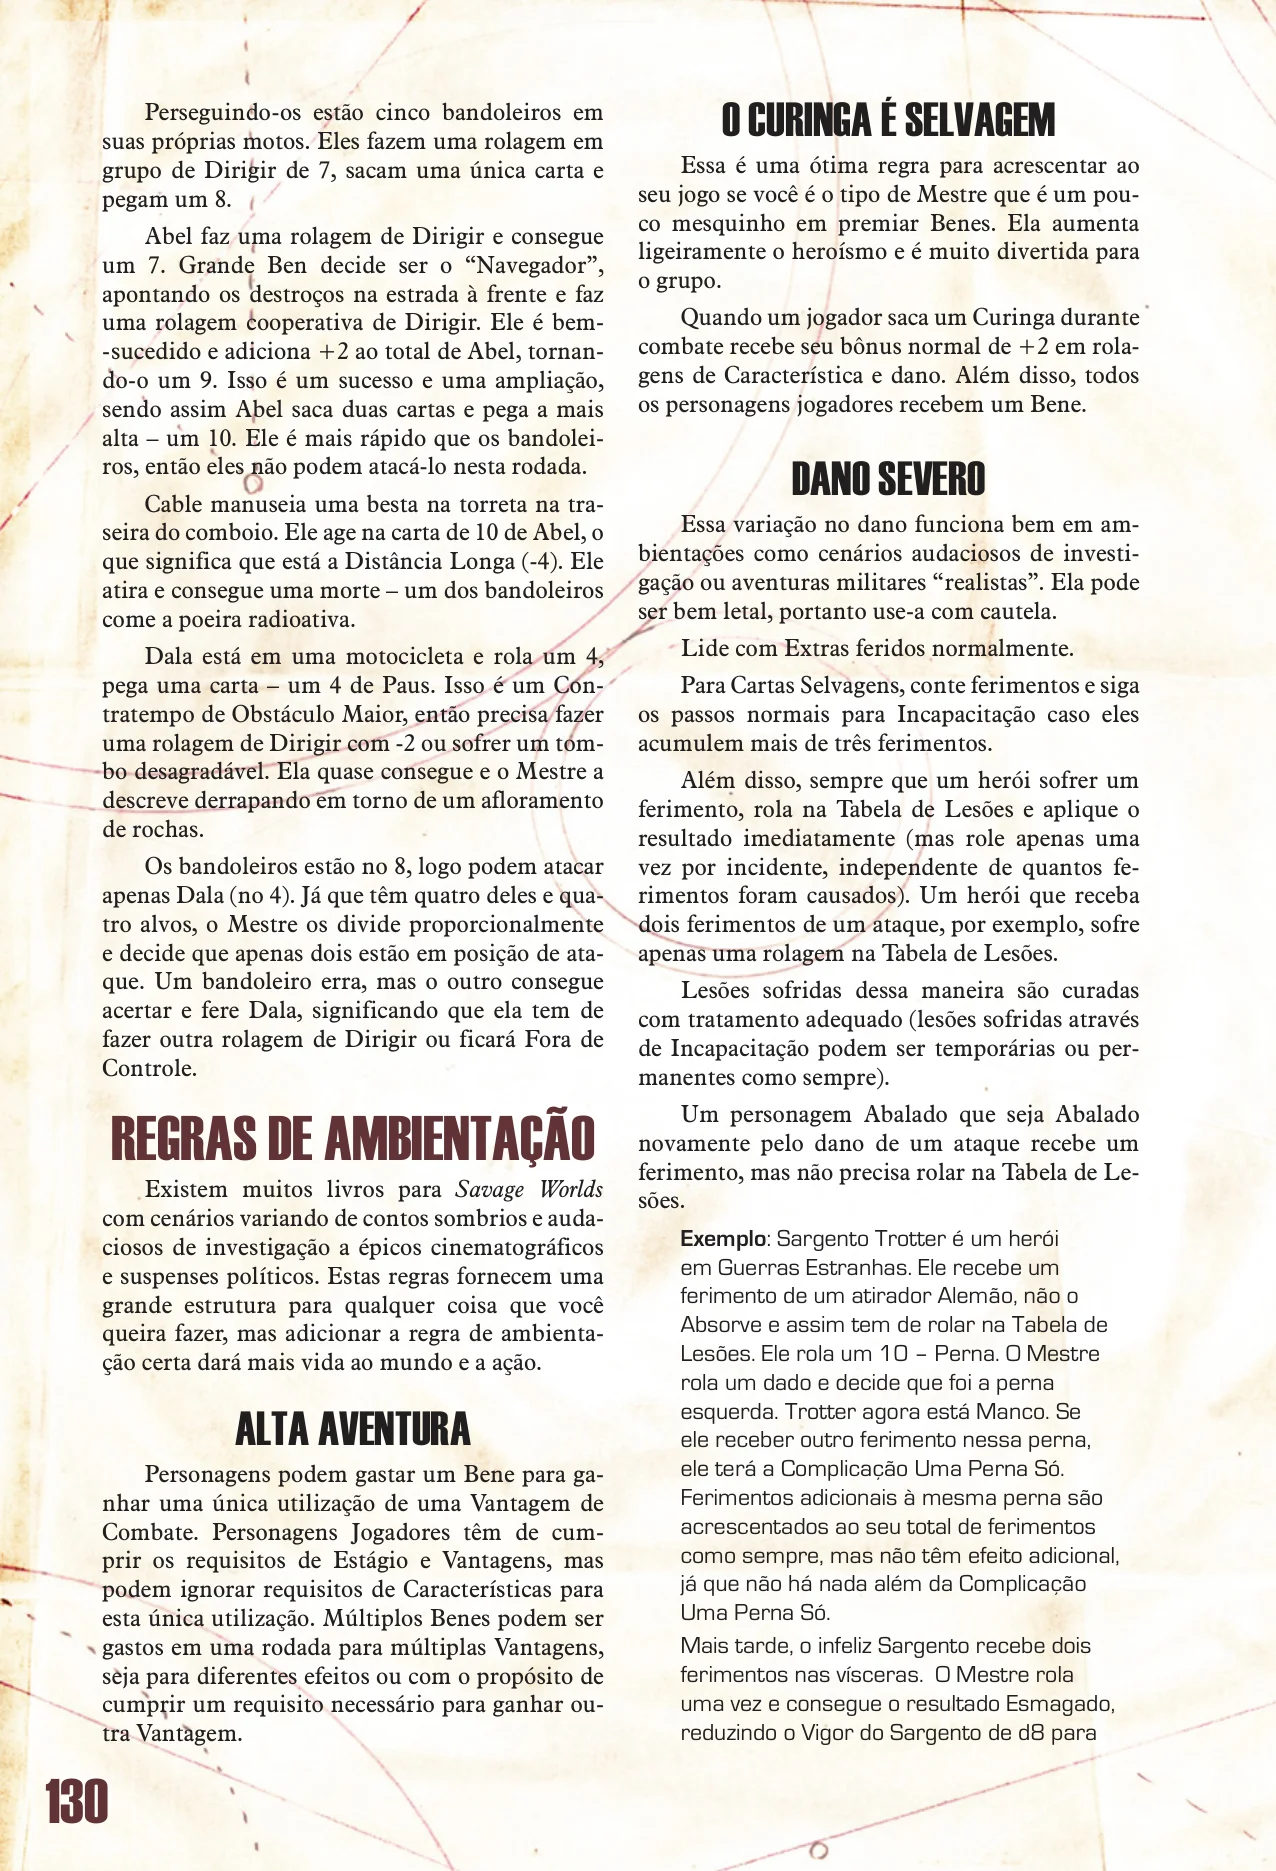 Perseguindo-os estão cinco bandoleiros em
suas próprias motos. Eles fazem uma rolagem em
grupo de Dirigir de 7, sacam uma única carta e
pegam um 8.
Abel faz uma rolagem de Dirigir e consegue
um 7. Grande Ben decide ser o “Navegador”,
apontando os destroços na estrada à frente e faz
uma rolagem cooperativa de Dirigir. Ele é bem-
-sucedido e adiciona +2 ao total de Abel, tornan-
do-o um 9. Isso é um sucesso e uma ampliação,
sendo assim Abel saca duas cartas e pega a mais
alta – um 10. Ele é mais rápido que os bandolei-
ros, então eles não podem atacá-lo nesta rodada.
Cable manuseia uma besta na torreta na tra-
seira do comboio. Ele age na carta de 10 de Abel, o
que significa que está a Distância Longa (-4). Ele
atira e consegue uma morte – um dos bandoleiros
come a poeira radioativa.
Dala está em uma motocicleta e rola um 4,
pega uma carta – um 4 de Paus. Isso é um Con-
tratempo de Obstáculo Maior, então precisa fazer
uma rolagem de Dirigir com -2 ou sofrer um tom-
bo desagradável. Ela quase consegue e o Mestre a
descreve derrapando em torno de um afloramento
de rochas.
Os bandoleiros estão no 8, logo podem atacar
apenas Dala (no 4). Já que têm quatro deles e qua-
tro alvos, o Mestre os divide proporcionalmente
e decide que apenas dois estão em posição de ata-
que. Um bandoleiro erra, mas o outro consegue
acertar e fere Dala, significando que ela tem de
fazer outra rolagem de Dirigir ou ficará Fora de
Controle.
REGRAS DE AMBIENTAÇÃO
Existem muitos livros para Savage Worlds
com cenários variando de contos sombrios e auda-
ciosos de investigação a épicos cinematográficos
e suspenses políticos. Estas regras fornecem uma
grande estrutura para qualquer coisa que você
queira fazer, mas adicionar a regra de ambienta-
ção certa dará mais vida ao mundo e a ação.
ALTA AVENTURA
Personagens podem gastar um Bene para ga-
nhar uma única utilização de uma Vantagem de
Combate. Personagens Jogadores têm de cum-
prir os requisitos de Estágio e Vantagens, mas
podem ignorar requisitos de Características para
esta única utilização. Múltiplos Benes podem ser
gastos em uma rodada para múltiplas Vantagens,
seja para diferentes efeitos ou com o propósito de
cumprir um requisito necessário para ganhar ou-
tra Vantagem.
O CURINGA É SELVAGEM
Essa é uma ótima regra para acrescentar ao
seu jogo se você é o tipo de Mestre que é um pou-
co mesquinho em premiar Benes. Ela aumenta
ligeiramente o heroísmo e é muito divertida para
o grupo.
Quando um jogador saca um Curinga durante
combate recebe seu bônus normal de +2 em rola-
gens de Característica e dano. Além disso, todos
os personagens jogadores recebem um Bene.
DANO SEVERO
Essa variação no dano funciona bem em am-
bientações como cenários audaciosos de investi-
gação ou aventuras militares “realistas”. Ela pode
ser bem letal, portanto use-a com cautela.
Lide com Extras feridos normalmente.
Para Cartas Selvagens, conte ferimentos e siga
os passos normais para Incapacitação caso eles
acumulem mais de três ferimentos.
Além disso, sempre que um herói sofrer um
ferimento, rola na Tabela de Lesões e aplique o
resultado imediatamente (mas role apenas uma
vez por incidente, independente de quantos fe-
rimentos foram causados). Um herói que receba
dois ferimentos de um ataque, por exemplo, sofre
apenas uma rolagem na Tabela de Lesões.
Lesões sofridas dessa maneira são curadas
com tratamento adequado (lesões sofridas através
de Incapacitação podem ser temporárias ou per-
manentes como sempre).
Um personagem Abalado que seja Abalado
novamente pelo dano de um ataque recebe um
ferimento, mas não precisa rolar na Tabela de Le-
sões.
Exemplo: Sargento Trotter é um herói
em Guerras Estranhas. Ele recebe um
ferimento de um atirador Alemão, não o
Absorve e assim tem de rolar na Tabela de
Lesões. Ele rola um 10 – Perna. O Mestre
rola um dado e decide que foi a perna
esquerda. Trotter agora está Manco. Se
ele receber outro ferimento nessa perna,
ele terá a Complicação Uma Perna Só.
Ferimentos adicionais à mesma perna são
acrescentados ao seu total de ferimentos
como sempre, mas não têm efeito adicional,
já que não há nada além da Complicação
Uma Perna Só.
Mais tarde, o infeliz Sargento recebe dois
ferimentos nas vísceras. O Mestre rola
uma vez e consegue o resultado Esmagado,
reduzindo o Vigor do Sargento de d8 para
130